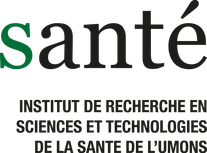 santé
INSTITUT DE RECHERCHE EN
SCIENCES ET TECHNOLOGIES
DE LA SANTE DE L'UMONS